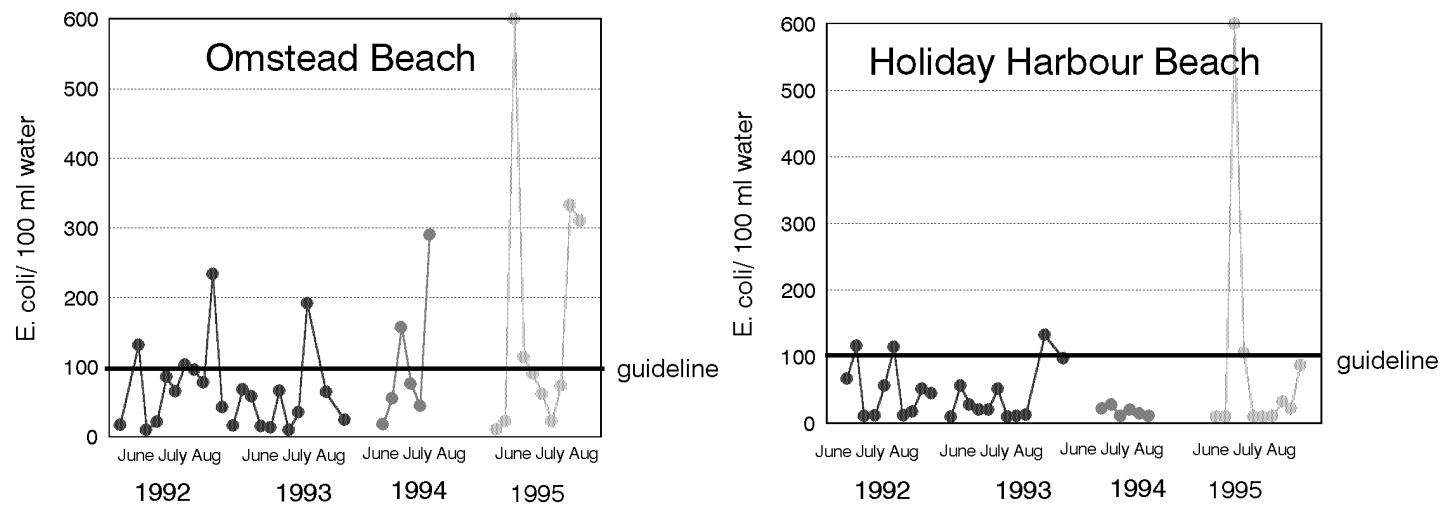 Omstead Beach
E. coli/ 100 ml water
600
500
400
300
200
100
0
guideline
June July Aug June July Aug June July Aug June July Aug
1992 1993 1994 1995
Holiday Harbour Beach
E. coli/ 100 ml water
600
500
400
300
200
100
0
guideline
June July Aug June July Aug June July Aug June July Aug
1992 1993 1994 1995